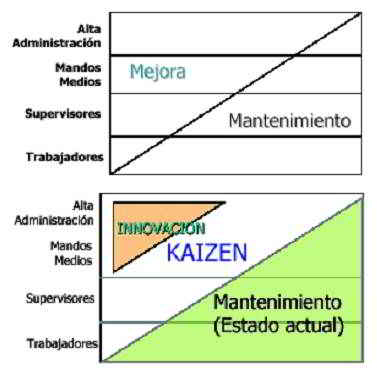 Alta
Administración
Mandos
Medios
Mejora
Supervisores
Mantenimiento
Trabajadores
Alta
Administración
INNOVACIÓN
Mandos
Medios
KAIZEN
Supervisores
Mantenimiento
(Estado actual)
Trabajadores